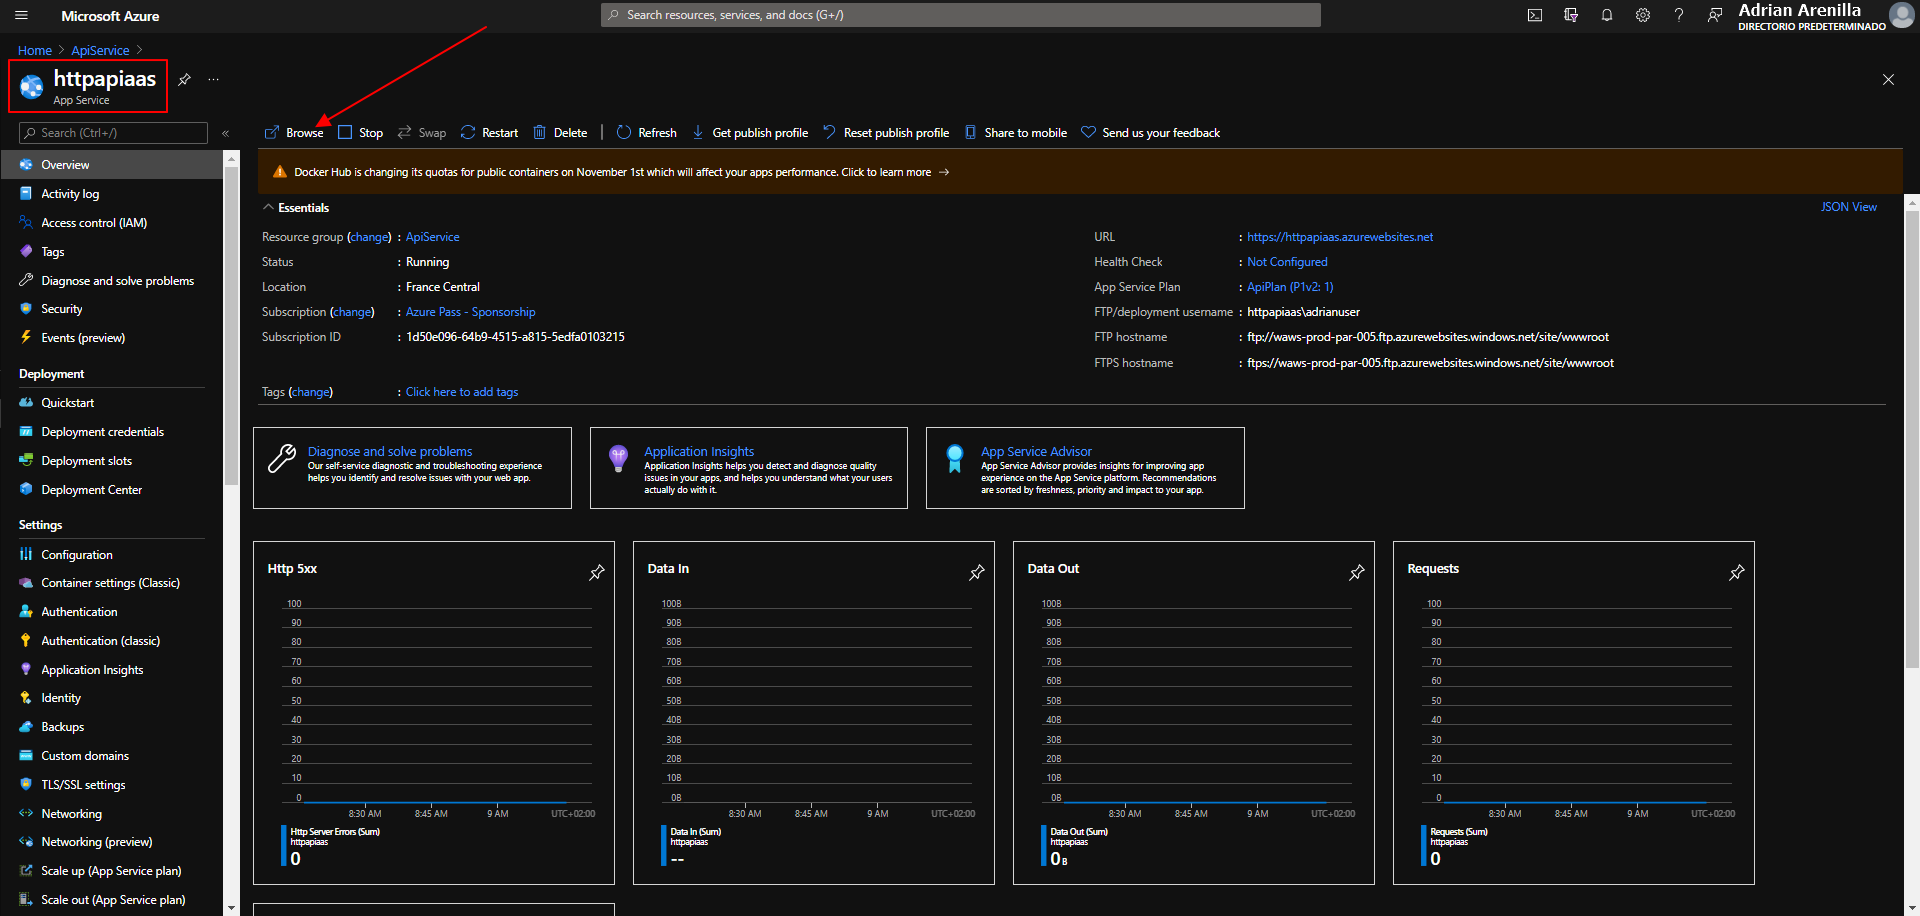 Microsoft Azure
Search resources, services, and docs (G+/)
Adrian Arenilla
DIRECTORIO PREDETERMINADO
Home > ApiService >
httpapiaas
App Service
Search (Ctrl+/)
Browse Stop Swap Restart Delete Refresh Get publish profile Reset publish profile Share to mobile Send us your feedback
Docker Hub is changing its quotas for public containers on November 1st which will affect your apps performance. Click to learn more →
Overview
Activity log
Access control (IAM)
Tags
Diagnose and solve problems
Security
Events (preview)
Deployment
Quickstart
Deployment credentials
Deployment slots
Deployment Center
Settings
Configuration
Container settings (Classic)
Authentication
Authentication (classic)
Application Insights
Identity
Backups
Custom domains
TLS/SSL settings
Networking
Networking (preview)
Scale up (App Service plan)
Scale out (App Service plan)
Essentials
JSON View
Resource group (change) : ApiService
Status : Running
Location : France Central
Subscription (change) : Azure Pass - Sponsorship
Subscription ID : 1d50e096-64b9-4515-a815-5edfa0103215
Tags (change) : Click here to add tags
URL : https://httpapiaas.azurewebsites.net
Health Check : Not Configured
App Service Plan : ApiPlan (P1v2: 1)
FTP/deployment username : httpapiaas\adrianuser
FTP hostname : ftp://waws-prod-par-005.ftp.azurewebsites.windows.net/site/wwwroot
FTPS hostname : ftps://waws-prod-par-005.ftp.azurewebsites.windows.net/site/wwwroot
Diagnose and solve problems
Our self-service diagnostic and troubleshooting experience
helps you identify and resolve issues with your web app.
Application Insights
Application Insights helps you detect and diagnose quality
issues in your apps, and helps you understand what your users
actually do with it.
App Service Advisor
App Service Advisor provides insights for improving app
experience on the App Service platform. Recommendations
are sorted by freshness, priority and impact to your app.
Http 5xx
100
90
80
70
60
50
40
30
20
10
0
8:30 AM 8:45 AM 9 AM UTC+02:00
Http Server Errors (Sum)
httpapiaas
0
Data In
100B
90B
80B
70B
60B
50B
40B
30B
20B
10B
0B
8:30 AM 8:45 AM 9 AM UTC+02:00
Data In (Sum)
httpapiaas
--
Data Out
100B
90B
80B
70B
60B
50B
40B
30B
20B
10B
0B
8:30 AM 8:45 AM 9 AM UTC+02:00
Data Out (Sum)
httpapiaas
0 B
Requests
100
90
80
70
60
50
40
30
20
10
0
8:30 AM 8:45 AM 9 AM UTC+02:00
Requests (Sum)
httpapiaas
0